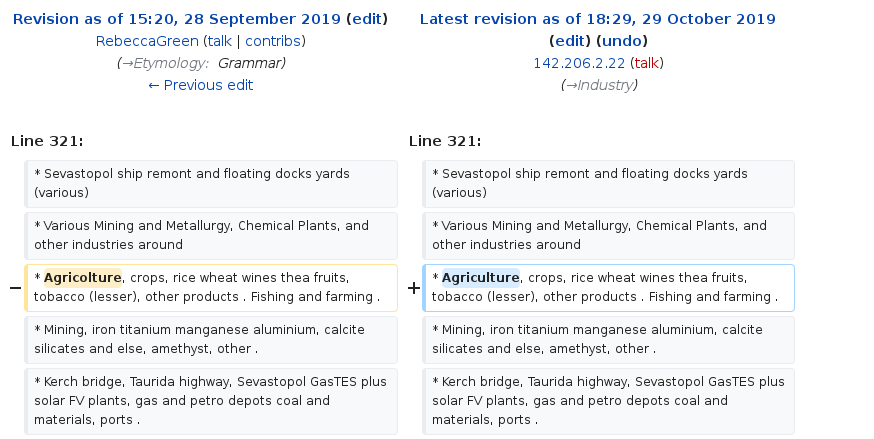 Revision as of 15:20, 28 September 2019 (edit)
RebeccaGreen (talk | contribs)
(→Etymology: Grammar)
← Previous edit
Latest revision as of 18:29, 29 October 2019
(edit) (undo)
142.206.2.22 (talk)
(→Industry)
Line 321:
* Sevastopol ship remont and floating docks yards
(various)
* Various Mining and Metallurgy, Chemical Plants, and
other industries around
− * Agricolture, crops, rice wheat wines thea fruits,
tobacco (lesser), other products . Fishing and farming .
* Mining, iron titanium manganese aluminium, calcite
silicates and else, amethyst, other .
* Kerch bridge, Taurida highway, Sevastopol GasTES plus
solar FV plants, gas and petro depots coal and
materials, ports .
Line 321:
* Sevastopol ship remont and floating docks yards
(various)
* Various Mining and Metallurgy, Chemical Plants, and
other industries around
+ * Agriculture, crops, rice wheat wines thea fruits,
tobacco (lesser), other products . Fishing and farming .
* Mining, iron titanium manganese aluminium, calcite
silicates and else, amethyst, other .
* Kerch bridge, Taurida highway, Sevastopol GasTES plus
solar FV plants, gas and petro depots coal and
materials, ports .